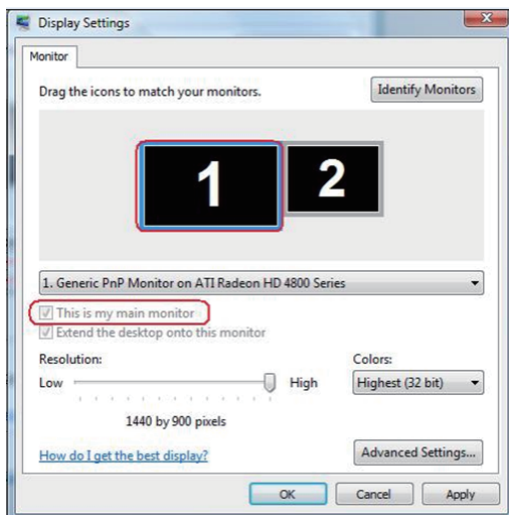 Display Settings
Monitor
Drag the icons to match your monitors.
Identify Monitors
1
2
1. Generic PnP Monitor on ATI Radeon HD 4800 Series
This is my main monitor
Extend the desktop onto this monitor
Resolution:
Colors:
Low
High
Highest (32 bit)
1440 by 900 pixels
How do I get the best display?
Advanced Settings...
OK
Cancel
Apply